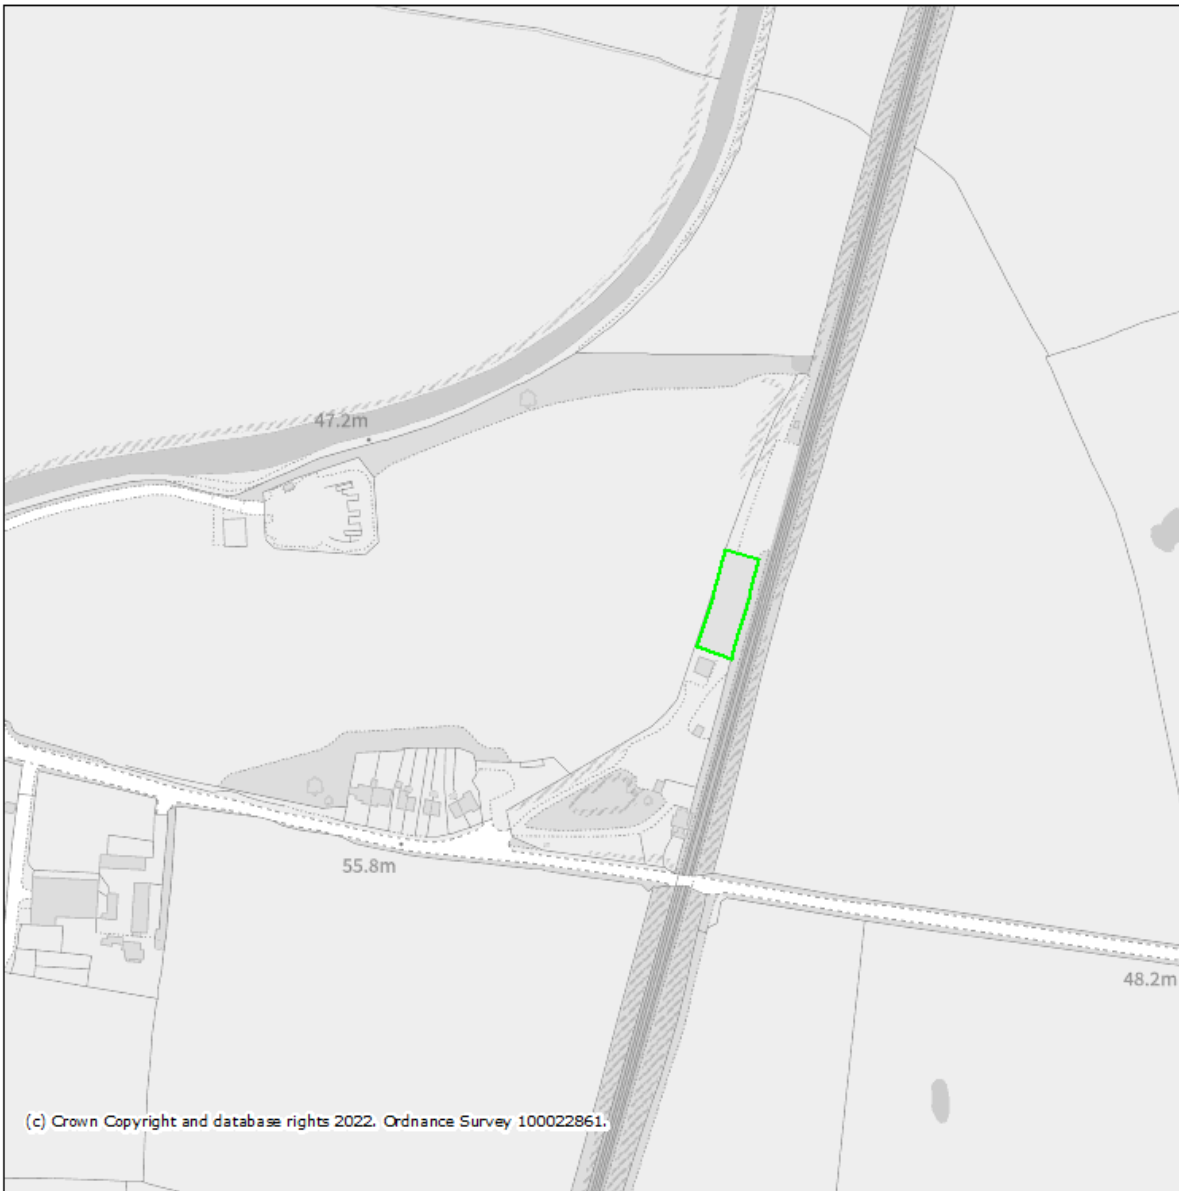 47.2m
55.8m
48.2m
(c) Crown Copyright and database rights 2022. Ordnance Survey 100022861.